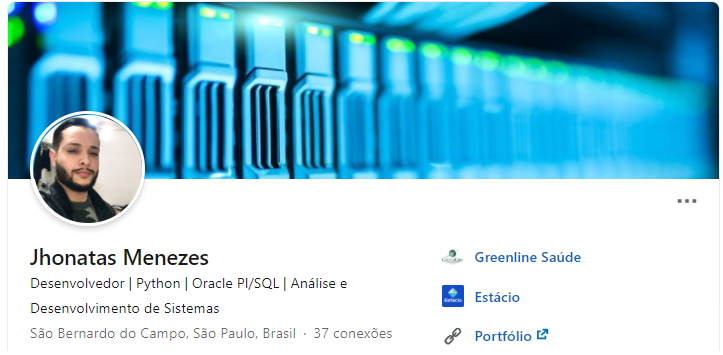 Jhonatas Menezes
Desenvolvedor | Python | Oracle Pl/SQL | Análise e
Desenvolvimento de Sistemas
São Bernardo do Campo, São Paulo, Brasil · 37 conexões
Greenline Saúde
Estácio
Estácio
Portfólio